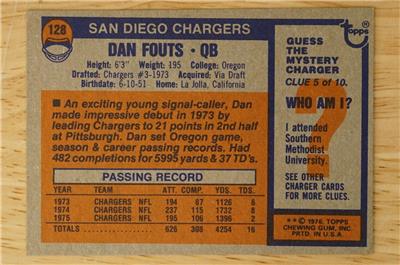 128
SAN DIEGO CHARGERS
DAN FOUTS · QB
Height: 6'3" Weight: 195 College: Oregon
Drafted: Chargers #3-1973 Acquired: Via Draft
Birthdate: 6-10-51 Home: La Jolla, California
■ An exciting young signal-caller, Dan
made impressive debut in 1973 by
leading Chargers to 21 points in 2nd half
at Pittsburgh. Dan set Oregon game,
season & career passing records. Had
482 completions for 5995 yards & 37 TD's.
PASSING RECORD
YEAR TEAM ATT. COMP. YDS. TDS
1973 CHARGERS NFL 194 87 1126 6
1974 CHARGERS NFL 237 115 1732 8
1975 CHARGERS NFL 195 106 1396 2
TOTALS 626 308 4254 16
topps
GUESS
THE
MYSTERY
CHARGER
CLUE 5 of 10.
WHO AM I?
I attended
Southern
Methodist
University.
SEE OTHER
CHARGER CARDS
FOR MORE CLUES.
** © 1976, TOPPS
CHEWING GUM, INC.
PRTD. IN U.S.A.